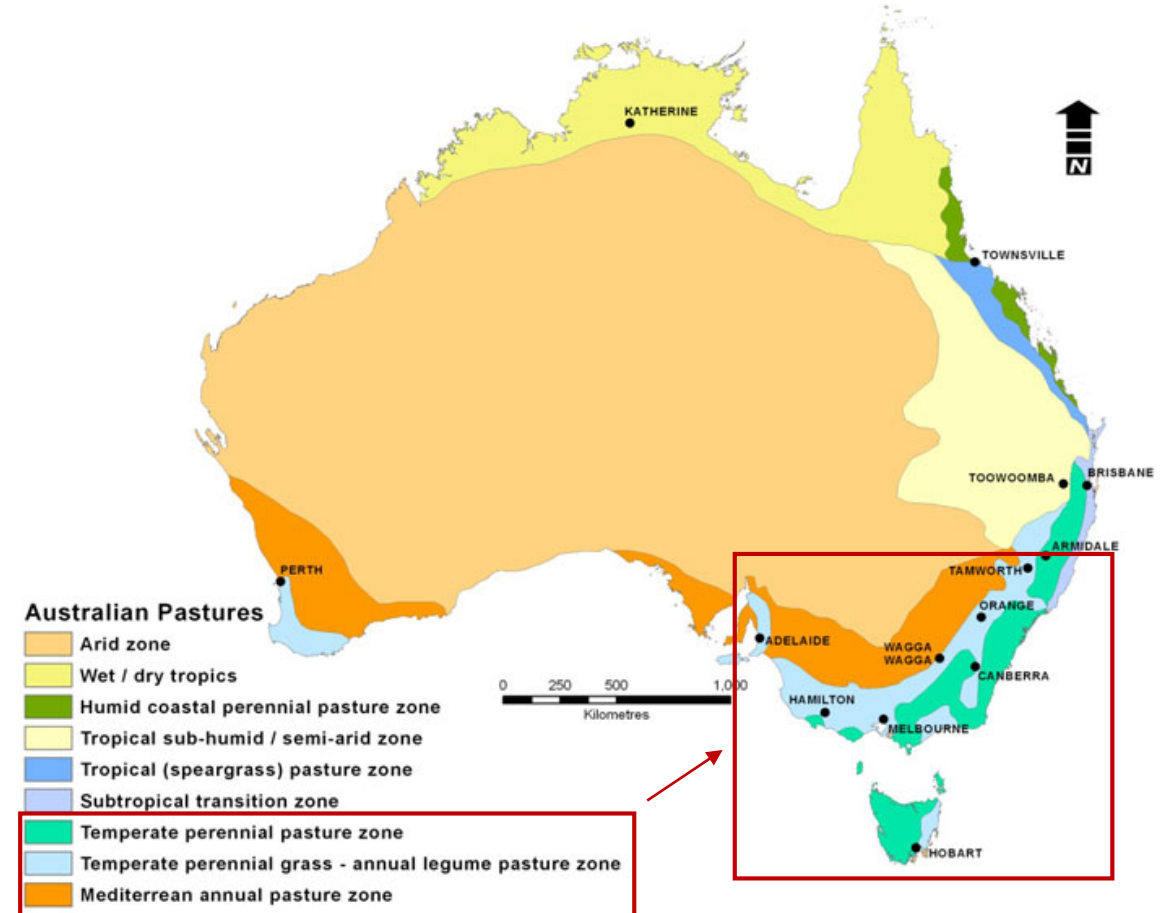 KATHERINE
N
TOWNSVILLE
TOOWOOMBA
BRISBANE
ARMIDALE
TAMWORTH
PERTH
ORANGE
Australian Pastures
Arid zone
ADELAIDE
WAGGA
WAGGA
Wet / dry tropics
CANBERRA
0 250 500 1,000
Kilometres
HAMILTON
Humid coastal perennial pasture zone
MELBOURNE
Tropical sub-humid / semi-arid zone
Tropical (speargrass) pasture zone
Subtropical transition zone
Temperate perennial pasture zone
Temperate perennial grass - annual legume pasture zone
HOBART
Mediterrean annual pasture zone